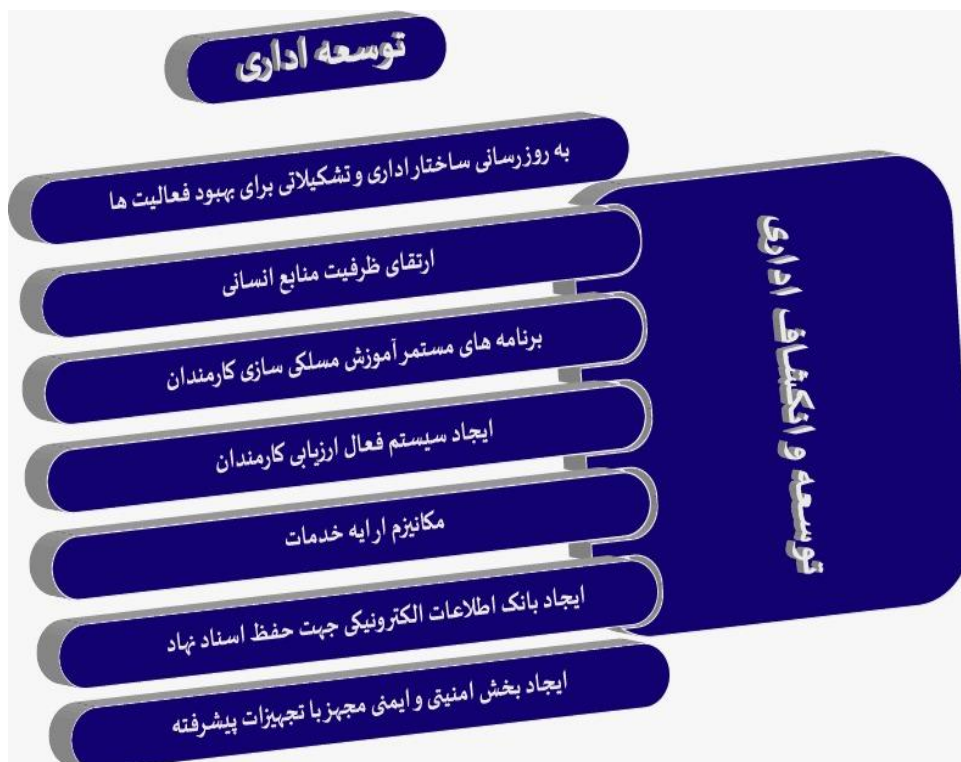 توسعه اداری
توسعه و انکشاف اداری
به روزرسانی ساختار اداری و تشکیلاتی برای بهبود فعالیت ها
ارتقای ظرفیت منابع انسانی
برنامه های مستمر آموزش مسلکی سازی کارمندان
ایجاد سیستم فعال ارزیابی کارمندان
مکانیزم ارایه خدمات
ایجاد بانک اطلاعات الکترونیکی جهت حفظ اسناد نهاد
ایجاد بخش امنیتی و ایمنی مجهز با تجهیزات پیشرفته